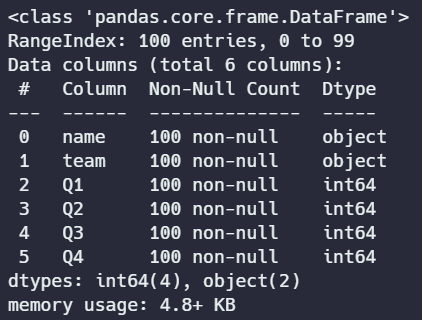 <class 'pandas.core.frame.DataFrame'>
RangeIndex: 100 entries, 0 to 99
Data columns (total 6 columns):
 #   Column  Non-Null Count  Dtype
---  ------  --------------  -----
 0   name    100 non-null    object
 1   team    100 non-null    object
 2   Q1      100 non-null    int64
 3   Q2      100 non-null    int64
 4   Q3      100 non-null    int64
 5   Q4      100 non-null    int64
dtypes: int64(4), object(2)
memory usage: 4.8+ KB